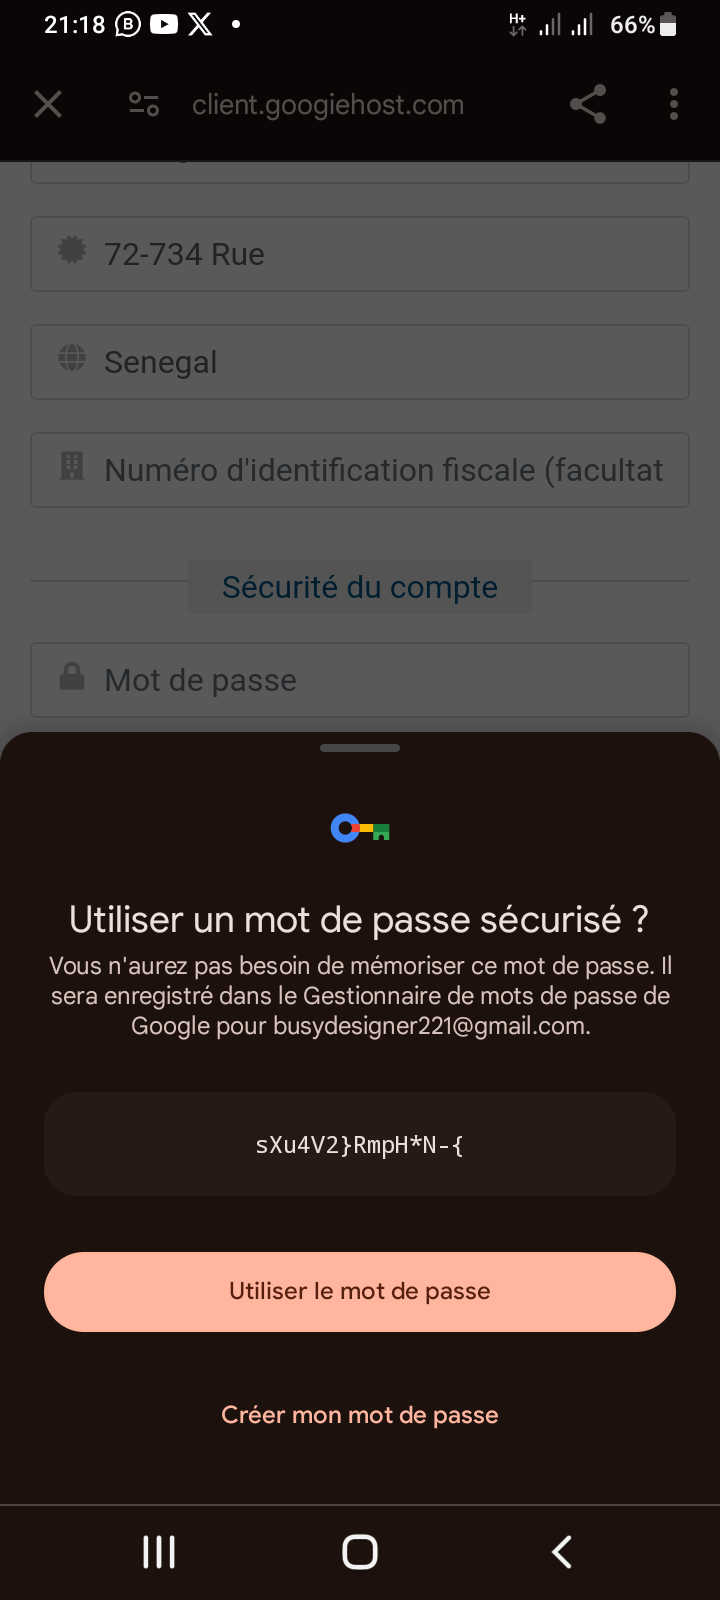 21:18
H+
66%
client.googiehost.com
72-734 Rue
Senegal
Numéro d'identification fiscale (facultat
Sécurité du compte
Mot de passe
Utiliser un mot de passe sécurisé ?
Vous n'aurez pas besoin de mémoriser ce mot de passe. Il
sera enregistré dans le Gestionnaire de mots de passe de
Google pour busydesigner221@gmail.com.
sXu4V2}RmpH*N-{
Utiliser le mot de passe
Créer mon mot de passe